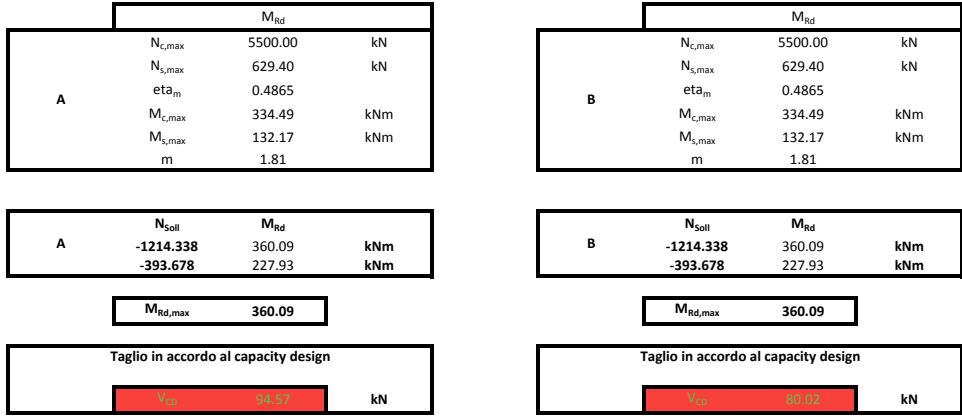 M_Rd M_Rd
N_c,max 5500.00 kN N_c,max 5500.00 kN
N_s,max 629.40 kN N_s,max 629.40 kN
eta_m 0.4865 eta_m 0.4865
A B
M_c,max 334.49 kNm M_c,max 334.49 kNm
M_s,max 132.17 kNm M_s,max 132.17 kNm
m 1.81 m 1.81
N_Soll M_Rd N_Soll M_Rd
A -1214.338 360.09 kNm B -1214.338 360.09 kNm
-393.678 227.93 kNm -393.678 227.93 kNm
M_Rd,max 360.09 M_Rd,max 360.09
Taglio in accordo al capacity design Taglio in accordo al capacity design
V_CD 94.57 kN V_CD 80.02 kN